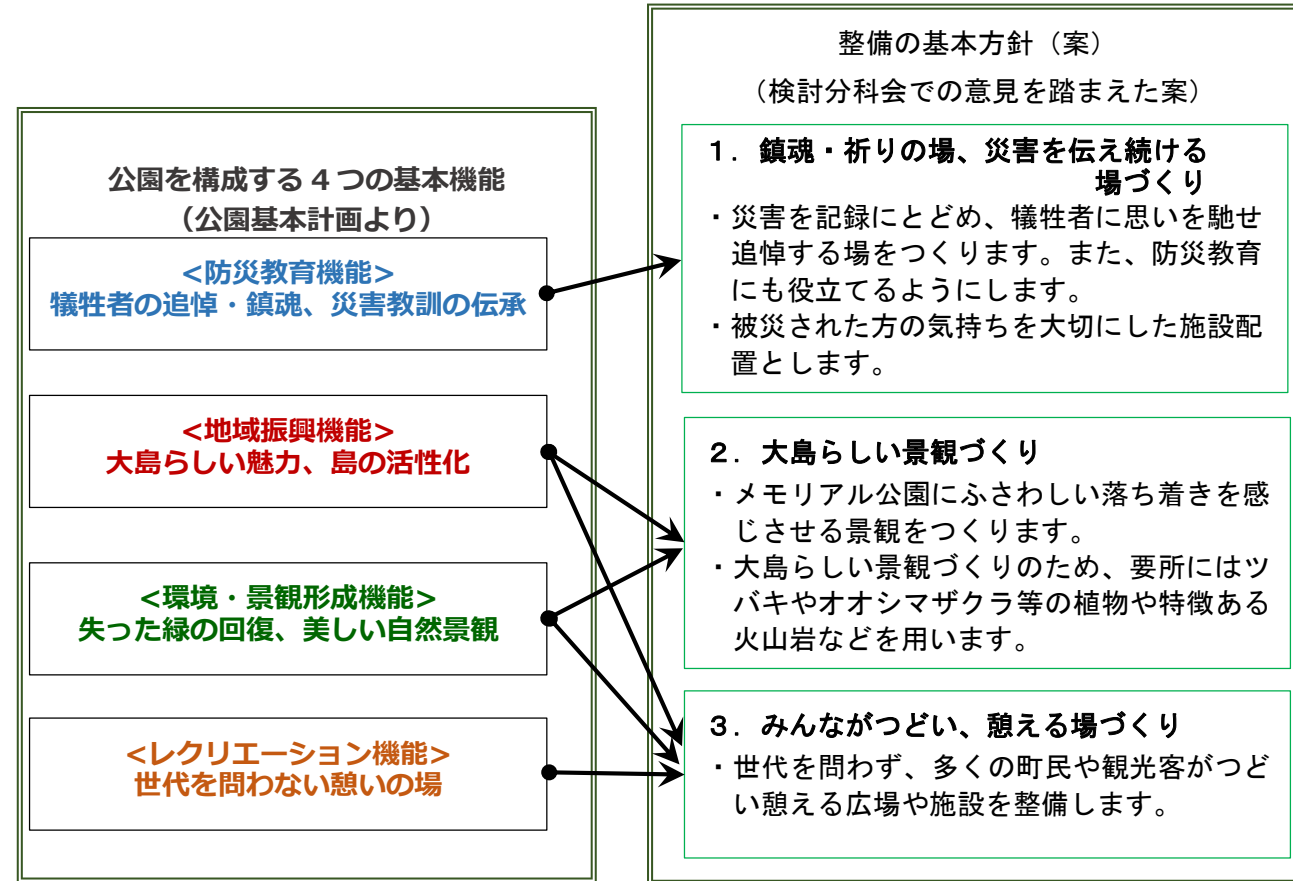 公園を構成する４つの基本機能
（公園基本計画より）
<防災教育機能>
犠牲者の追悼・鎮魂、災害教訓の伝承
<地域振興機能>
大島らしい魅力、島の活性化
<環境・景観形成機能>
失った緑の回復、美しい自然景観
<レクリエーション機能>
世代を問わない憩いの場
整備の基本方針（案）
（検討分科会での意見を踏まえた案）
１．鎮魂・祈りの場、災害を伝え続ける
場づくり
・災害を記録にとどめ、犠牲者に思いを馳せ
追悼する場をつくります。また、防災教育
にも役立てるようにします。
・被災された方の気持ちを大切にした施設配
置とします。
２．大島らしい景観づくり
・メモリアル公園にふさわしい落ち着きを感
じさせる景観をつくります。
・大島らしい景観づくりのため、要所にはツ
バキやオオシマザクラ等の植物や特徴ある
火山岩などを用います。
３．みんながつどい、憩える場づくり
・世代を問わず、多くの町民や観光客がつど
い憩える広場や施設を整備します。